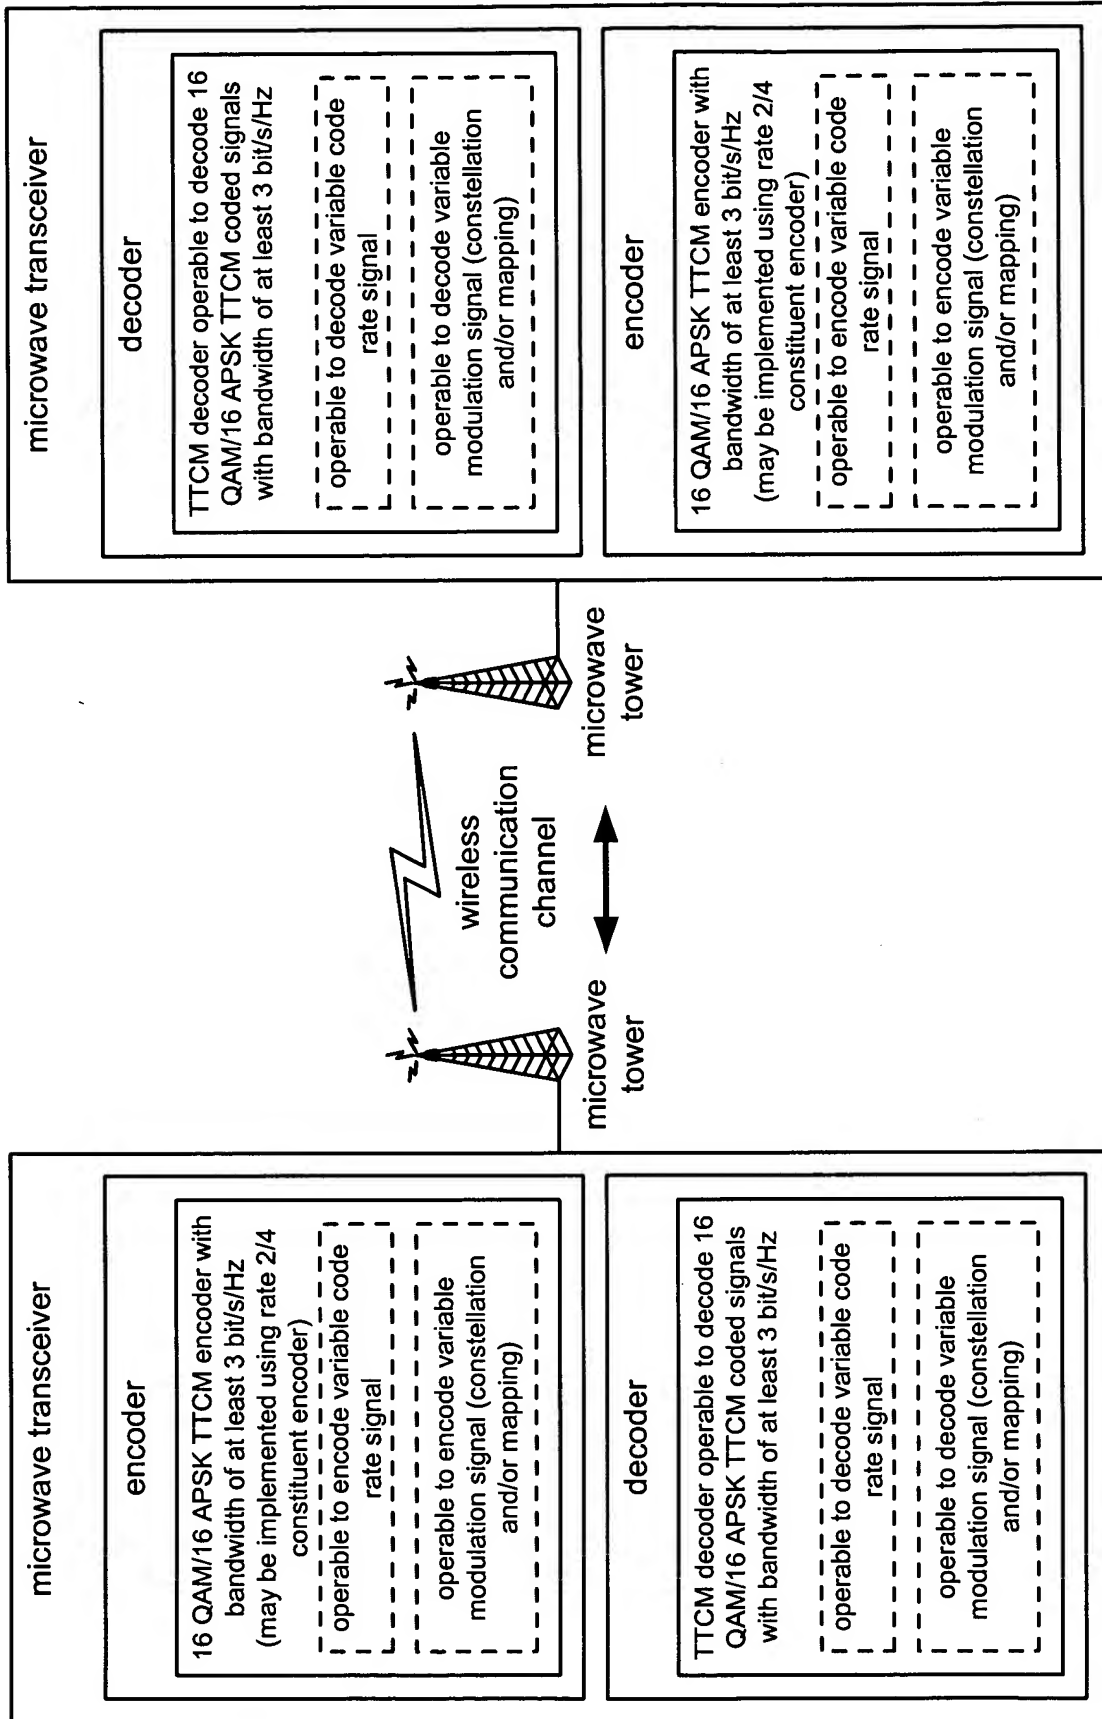 microwave transceiver
encoder
16 QAM/16 APSK TTCM encoder with
bandwidth of at least 3 bit/s/Hz
(may be implemented using rate 2/4
constituent encoder)
operable to encode variable code
rate signal
operable to encode variable
modulation signal (constellation
and/or mapping)
decoder
TTCM decoder operable to decode 16
QAM/16 APSK TTCM coded signals
with bandwidth of at least 3 bit/s/Hz
operable to decode variable code
rate signal
operable to decode variable
modulation signal (constellation
and/or mapping)
wireless
communication
channel
microwave
tower
microwave
tower
microwave transceiver
decoder
TTCM decoder operable to decode 16
QAM/16 APSK TTCM coded signals
with bandwidth of at least 3 bit/s/Hz
operable to decode variable code
rate signal
operable to decode variable
modulation signal (constellation
and/or mapping)
encoder
16 QAM/16 APSK TTCM encoder with
bandwidth of at least 3 bit/s/Hz
(may be implemented using rate 2/4
constituent encoder)
operable to encode variable code
rate signal
operable to encode variable
modulation signal (constellation
and/or mapping)